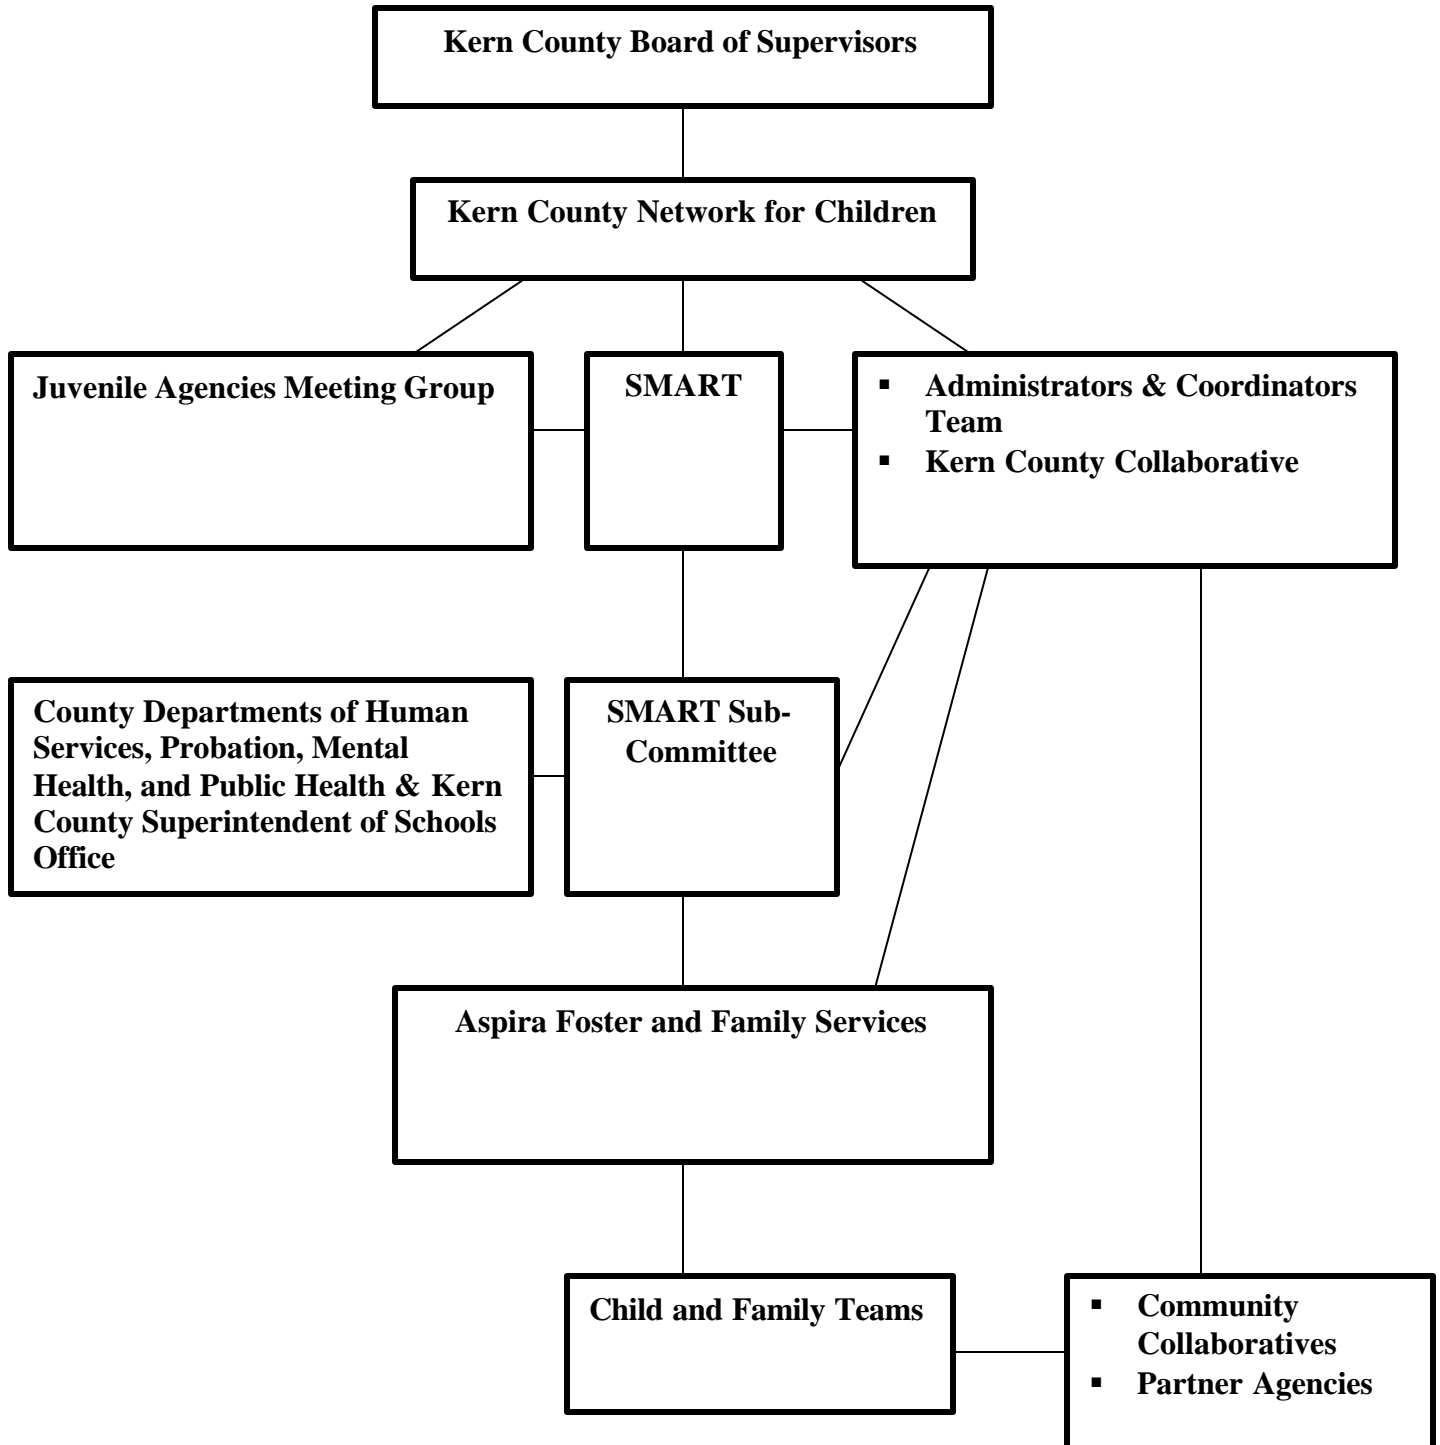 Kern County Board of Supervisors
Kern County Network for Children
Juvenile Agencies Meeting Group
SMART
▪ Administrators & Coordinators
Team
▪ Kern County Collaborative
County Departments of Human
Services, Probation, Mental
Health, and Public Health & Kern
County Superintendent of Schools
Office
SMART Sub-
Committee
Aspira Foster and Family Services
Child and Family Teams
▪ Community
Collaboratives
▪ Partner Agencies